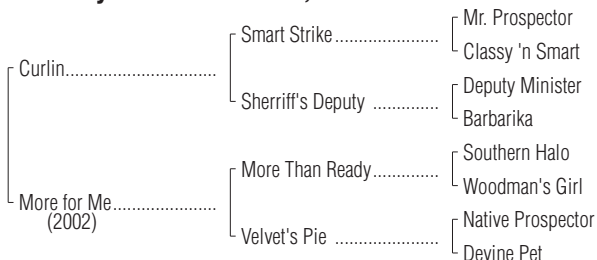 Mr. Prospector
Smart Strike
Classy 'n Smart
Curlin
Deputy Minister
Sherriff's Deputy
Barbarika
Southern Halo
More Than Ready
Woodman's Girl
More for Me
(2002)
Native Prospector
Velvet's Pie
Devine Pet